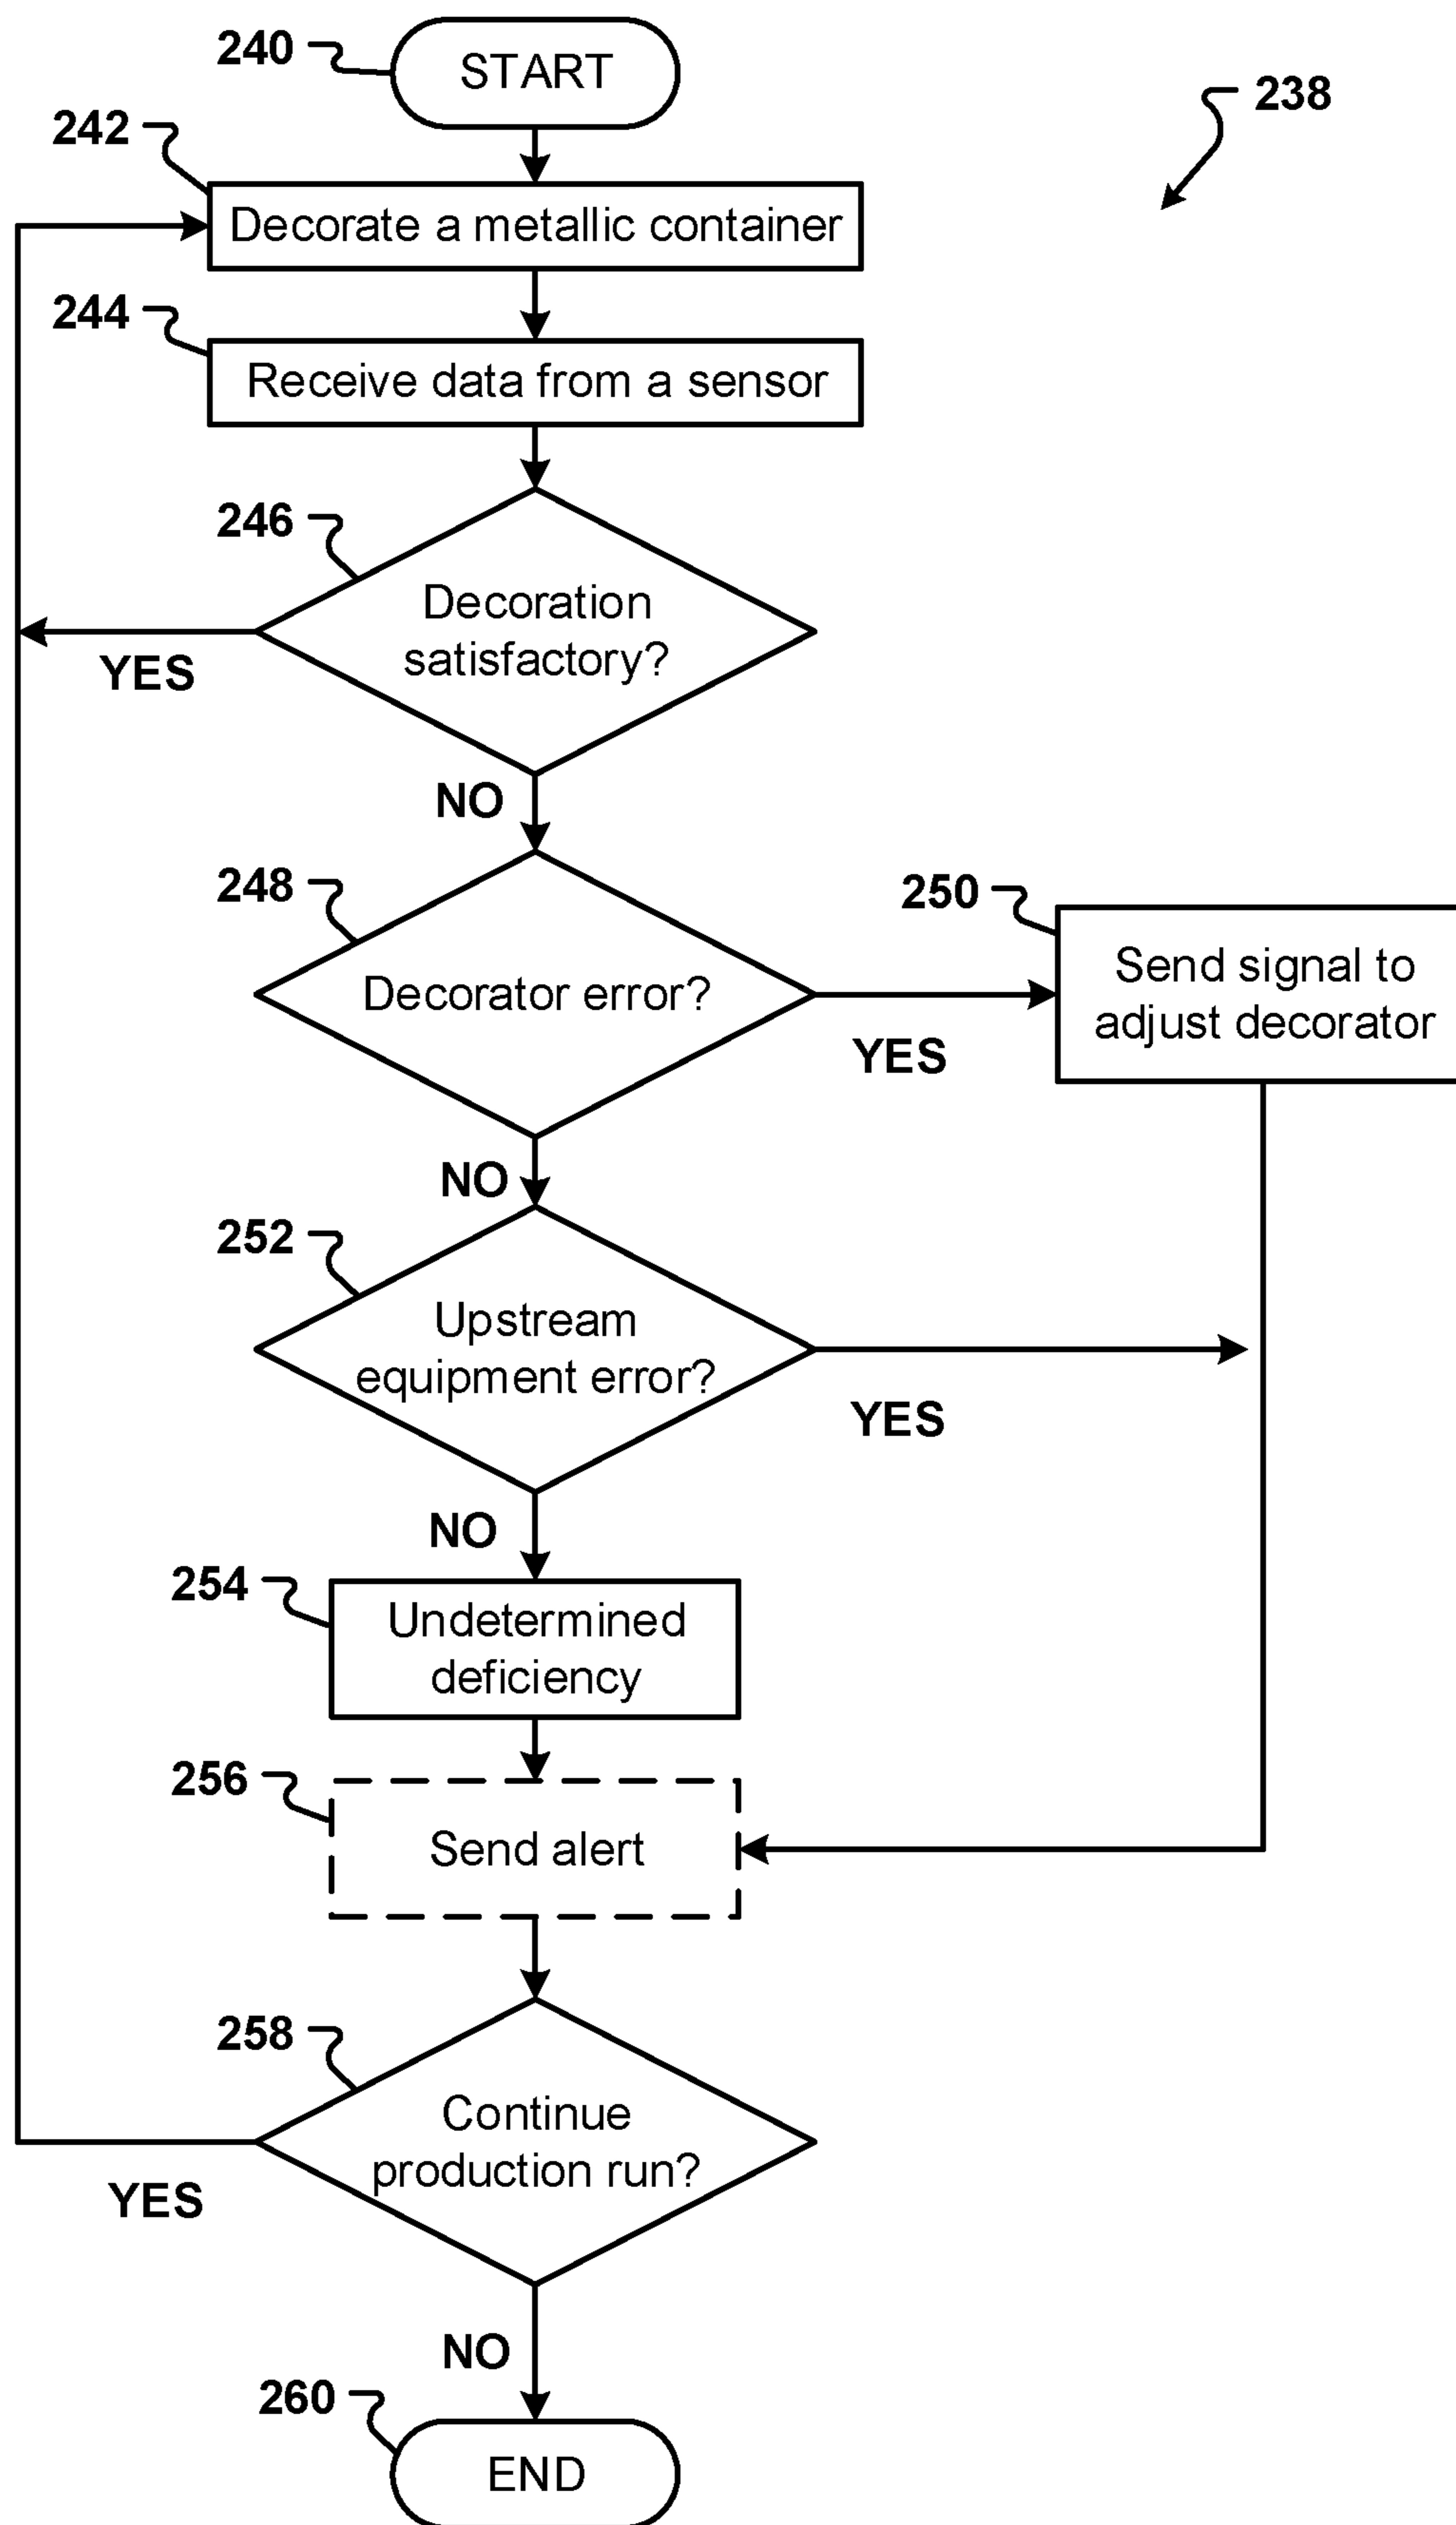 240
START
238
242
Decorate a metallic container
244
Receive data from a sensor
246
Decoration
satisfactory?
YES
NO
248
Decorator error?
YES
250
Send signal to
adjust decorator
NO
252
Upstream
equipment error?
YES
NO
254
Undetermined
deficiency
256
Send alert
258
Continue
production run?
YES
NO
260
END